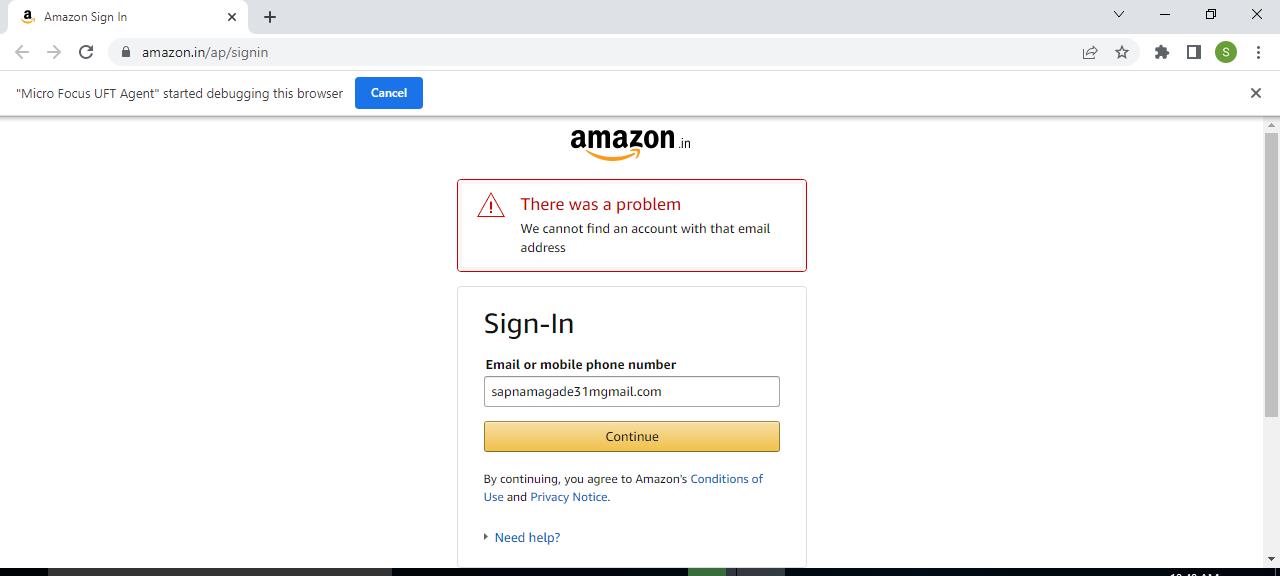 Amazon Sign In
amazon.in/ap/signin
S
"Micro Focus UFT Agent" started debugging this browser
Cancel
amazon.in
There was a problem
We cannot find an account with that email
address
Sign-In
Email or mobile phone number
sapnamagade31mgmail.com
Continue
By continuing, you agree to Amazon's Conditions of
Use and Privacy Notice.
Need help?